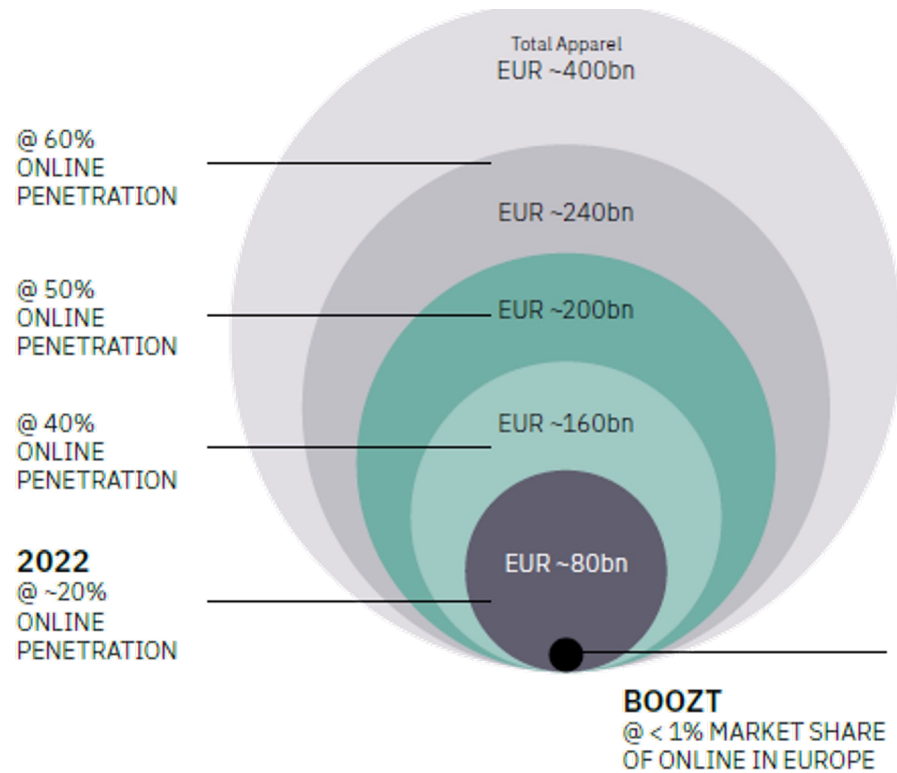 Total Apparel
EUR ~400bn
@ 60%
ONLINE
PENETRATION
EUR ~240bn
@ 50%
ONLINE
PENETRATION
EUR ~200bn
@ 40%
ONLINE
PENETRATION
EUR ~160bn
2022
@ ~20%
ONLINE
PENETRATION
EUR ~80bn
BOOZT
@ < 1% MARKET SHARE
OF ONLINE IN EUROPE